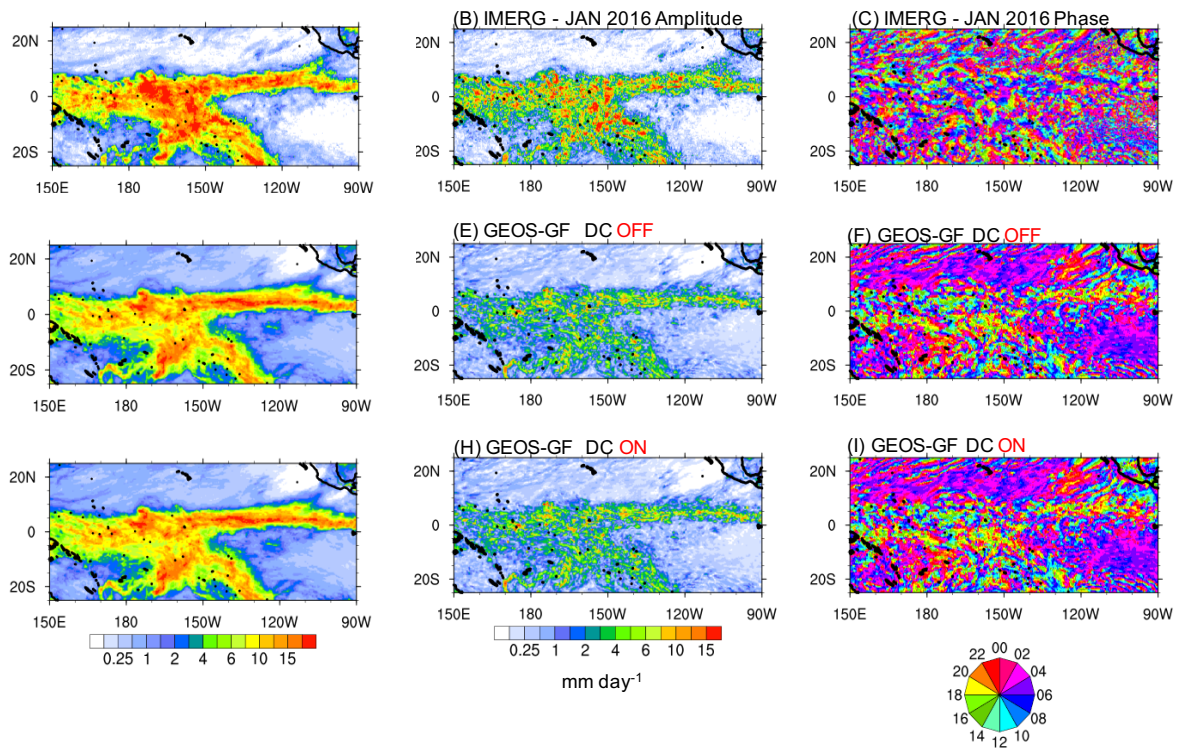 (B) IMERG - JAN 2016 Amplitude
(C) IMERG - JAN 2016 Phase
20N
0
20S
150E 180 150W 120W 90W
20N
0
20S
150E 180 150W 120W 90W
20N
0
20S
150E 180 150W 120W 90W
(E) GEOS-GF DC OFF
(F) GEOS-GF DC OFF
20N
0
20S
150E 180 150W 120W 90W
20N
0
20S
150E 180 150W 120W 90W
20N
0
20S
150E 180 150W 120W 90W
(H) GEOS-GF DC ON
(I) GEOS-GF DC ON
20N
0
20S
150E 180 150W 120W 90W
20N
0
20S
150E 180 150W 120W 90W
20N
0
20S
150E 180 150W 120W 90W
0.25 1 2 4 6 10 15
0.25 1 2 4 6 10 15
mm day⁻¹
00
22 02
20 04
18 06
16 08
14 10
12